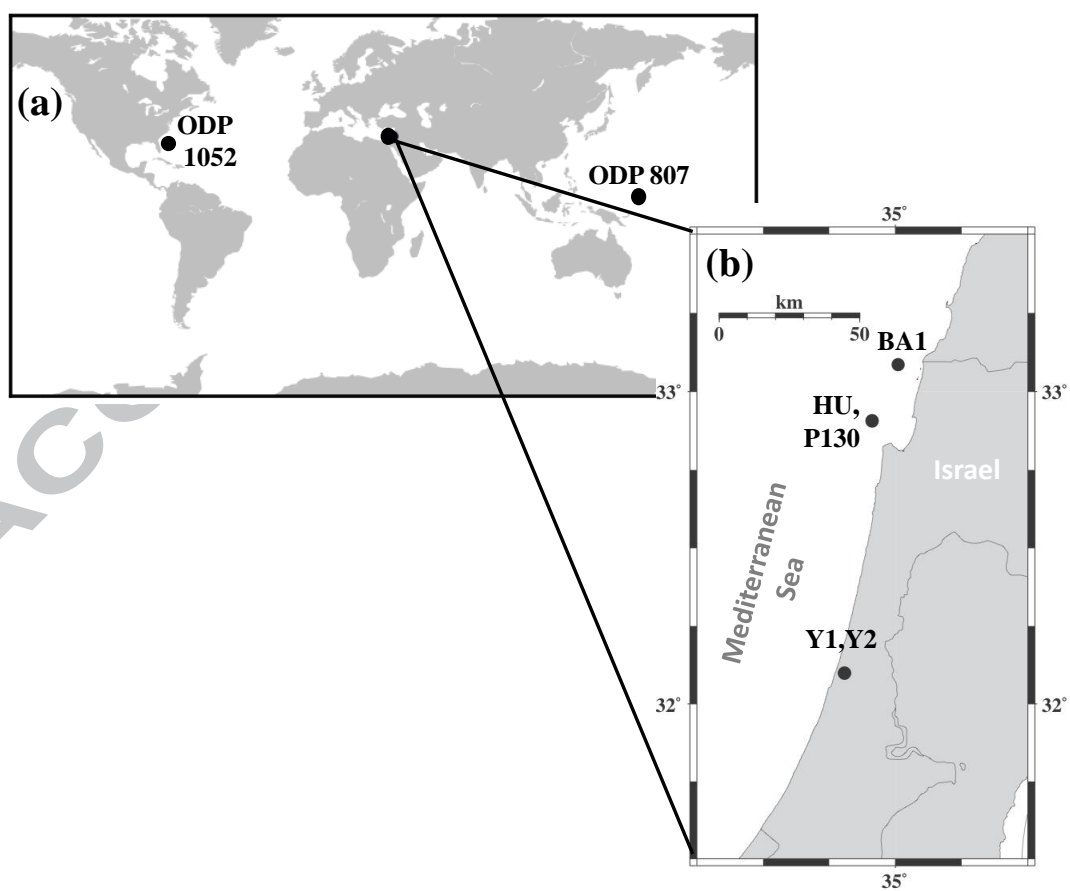 (a)
ODP
1052
ODP 807
35°
(b)
km
0 50
BA1
33° 33°
HU,
P130
Israel
Mediterranean
Sea
Y1,Y2
32° 32°
35°
AC